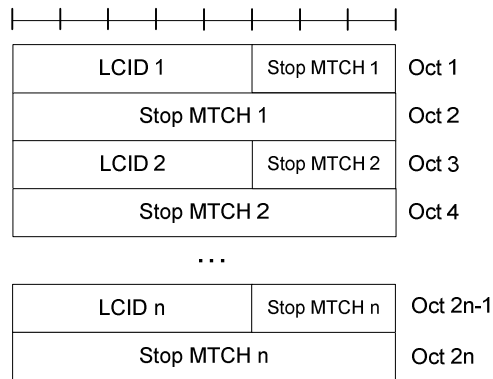 LCID 1 Stop MTCH 1 Oct 1
Stop MTCH 1 Oct 2
LCID 2 Stop MTCH 2 Oct 3
Stop MTCH 2 Oct 4
...
LCID n Stop MTCH n Oct 2n-1
Stop MTCH n Oct 2n